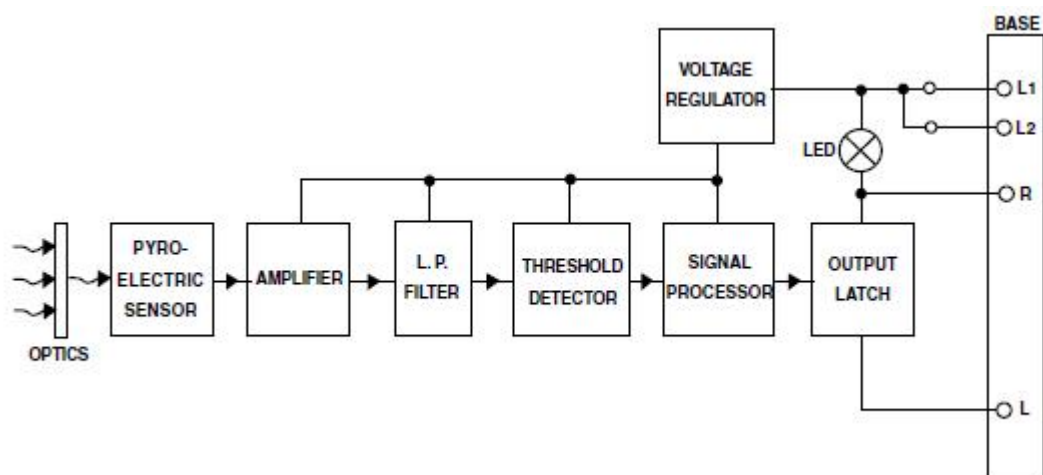 BASE
VOLTAGE
REGULATOR
L1
L2
LED
R
PYRO-
ELECTRIC
SENSOR
AMPLIFIER
L. P.
FILTER
THRESHOLD
DETECTOR
SIGNAL
PROCESSOR
OUTPUT
LATCH
OPTICS
L